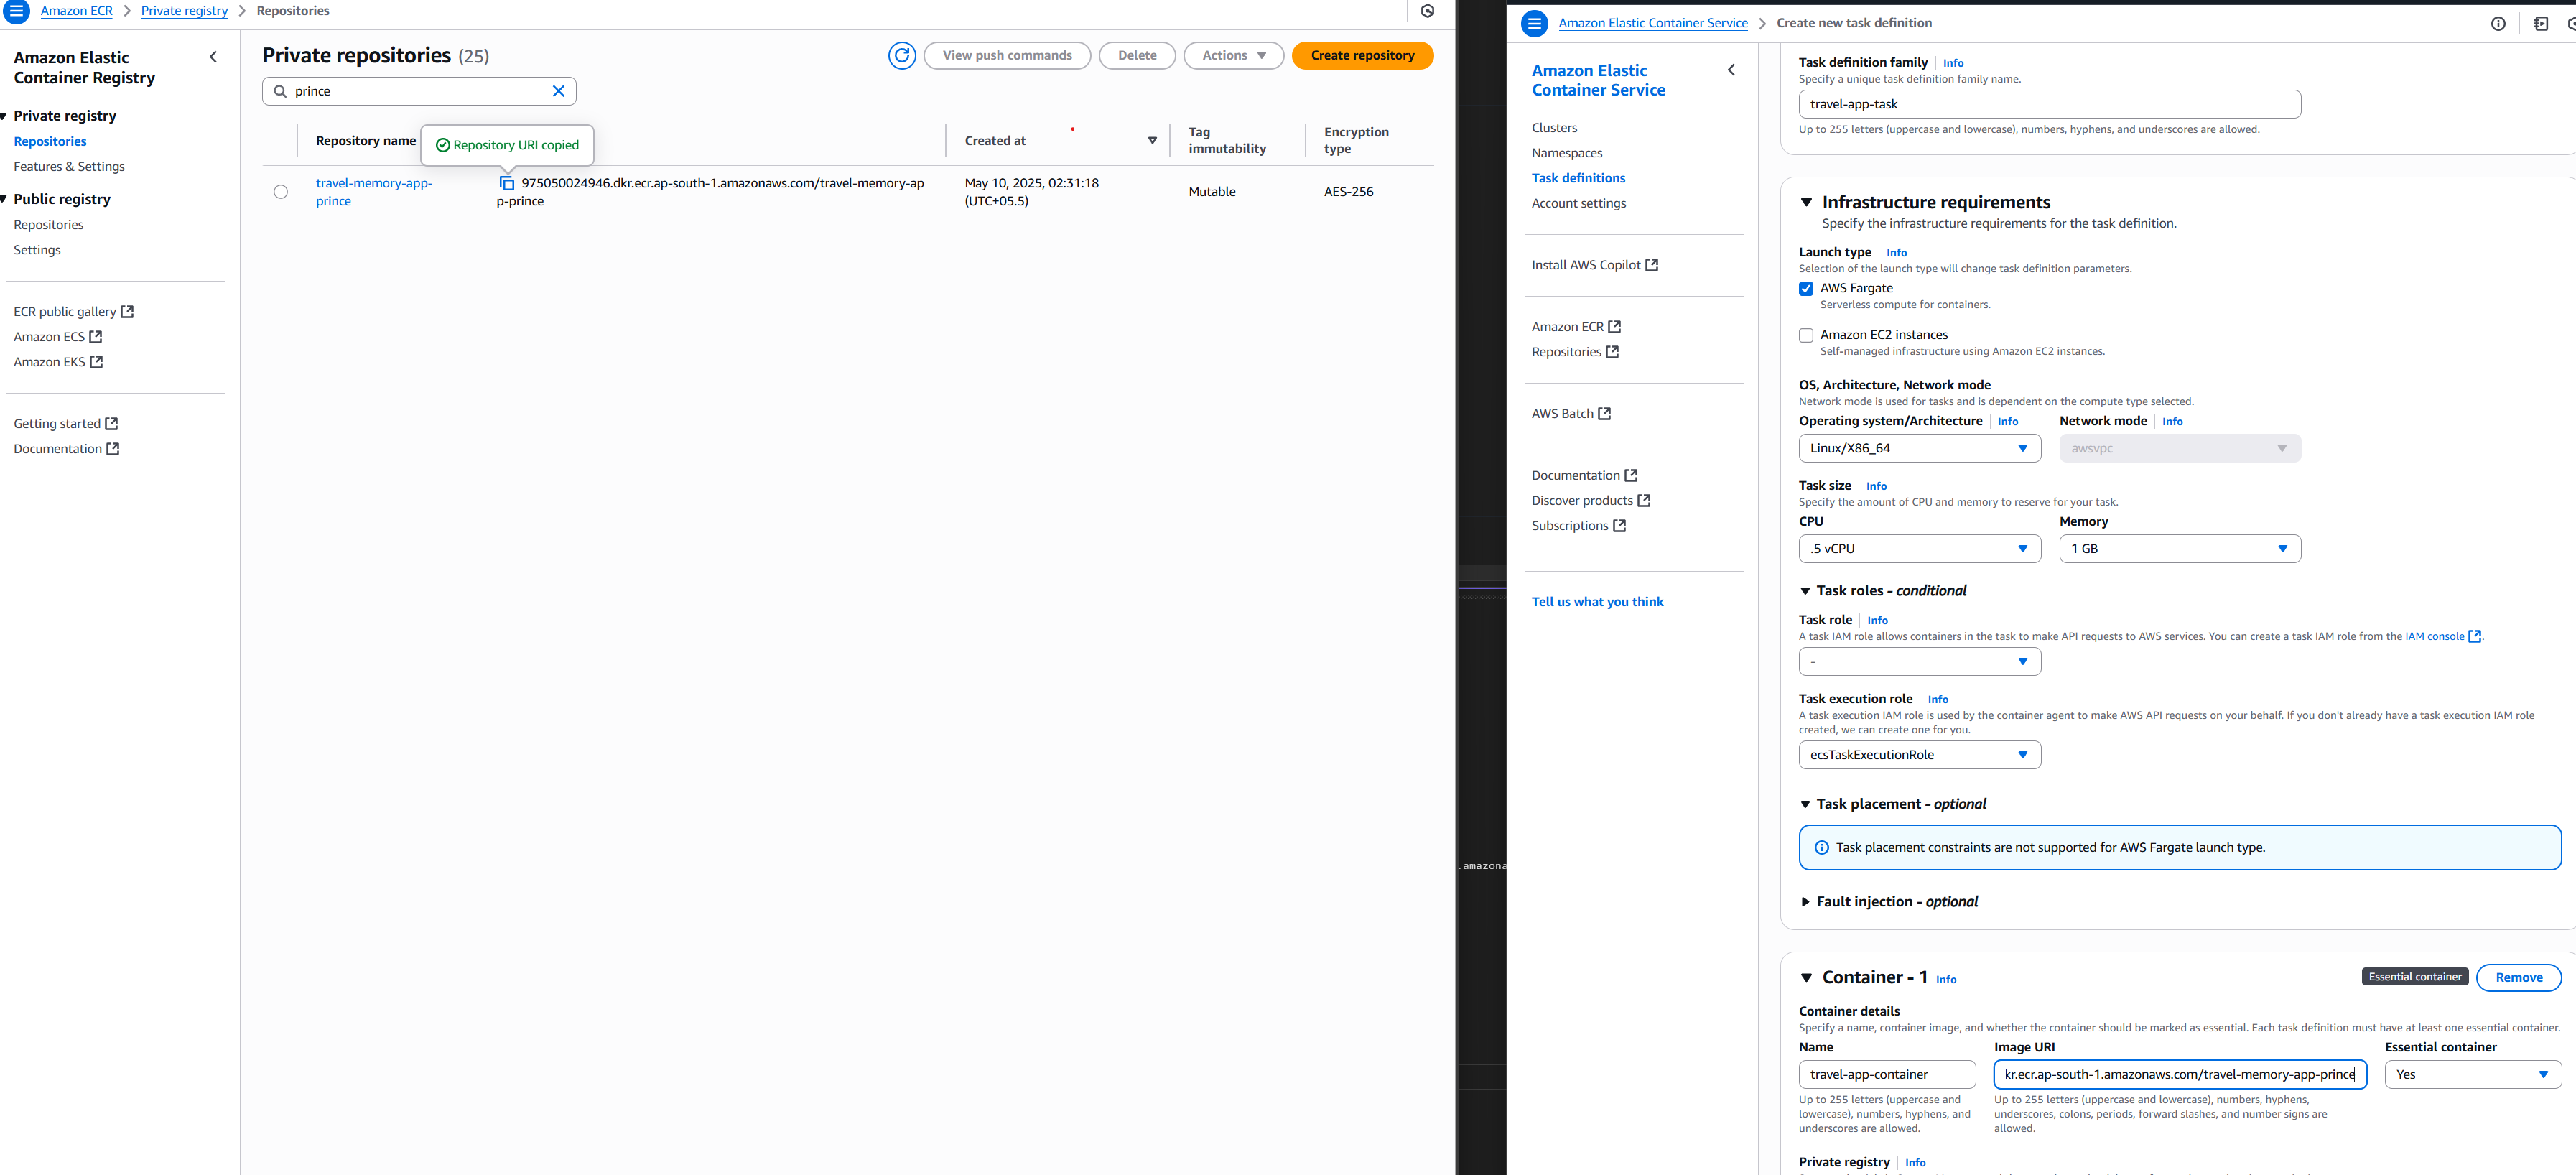 Amazon ECR > Private registry > Repositories
Amazon Elastic
Container Registry
Private registry
Repositories
Features & Settings
Public registry
Repositories
Settings
ECR public gallery
Amazon ECS
Amazon EKS
Getting started
Documentation
Private repositories (25)
View push commands
Delete
Actions
Create repository
prince
Repository name
Repository URI copied
Created at
Tag
immutability
Encryption
type
travel-memory-app-
prince
975050024946.dkr.ecr.ap-south-1.amazonaws.com/travel-memory-ap
p-prince
May 10, 2025, 02:31:18
(UTC+05.5)
Mutable
AES-256
.amazona
Amazon Elastic Container Service > Create new task definition
Amazon Elastic
Container Service
Clusters
Namespaces
Task definitions
Account settings
Install AWS Copilot
Amazon ECR
Repositories
AWS Batch
Documentation
Discover products
Subscriptions
Tell us what you think
Task definition family Info
Specify a unique task definition family name.
travel-app-task
Up to 255 letters (uppercase and lowercase), numbers, hyphens, and underscores are allowed.
Infrastructure requirements
Specify the infrastructure requirements for the task definition.
Launch type Info
Selection of the launch type will change task definition parameters.
AWS Fargate
Serverless compute for containers.
Amazon EC2 instances
Self-managed infrastructure using Amazon EC2 instances.
OS, Architecture, Network mode
Network mode is used for tasks and is dependent on the compute type selected.
Operating system/Architecture Info
Network mode Info
Linux/X86_64
awsvpc
Task size Info
Specify the amount of CPU and memory to reserve for your task.
CPU
Memory
.5 vCPU
1 GB
Task roles - conditional
Task role Info
A task IAM role allows containers in the task to make API requests to AWS services. You can create a task IAM role from the IAM console.
-
Task execution role Info
A task execution IAM role is used by the container agent to make AWS API requests on your behalf. If you don't already have a task execution IAM role
created, we can create one for you.
ecsTaskExecutionRole
Task placement - optional
Task placement constraints are not supported for AWS Fargate launch type.
Fault injection - optional
Container - 1 Info
Essential container
Remove
Container details
Specify a name, container image, and whether the container should be marked as essential. Each task definition must have at least one essential container.
Name
Image URI
Essential container
travel-app-container
kr.ecr.ap-south-1.amazonaws.com/travel-memory-app-prince
Yes
Up to 255 letters (uppercase and
lowercase), numbers, hyphens, and
underscores are allowed.
Up to 255 letters (uppercase and lowercase), numbers, hyphens,
underscores, colons, periods, forward slashes, and number signs are
allowed.
Private registry Info